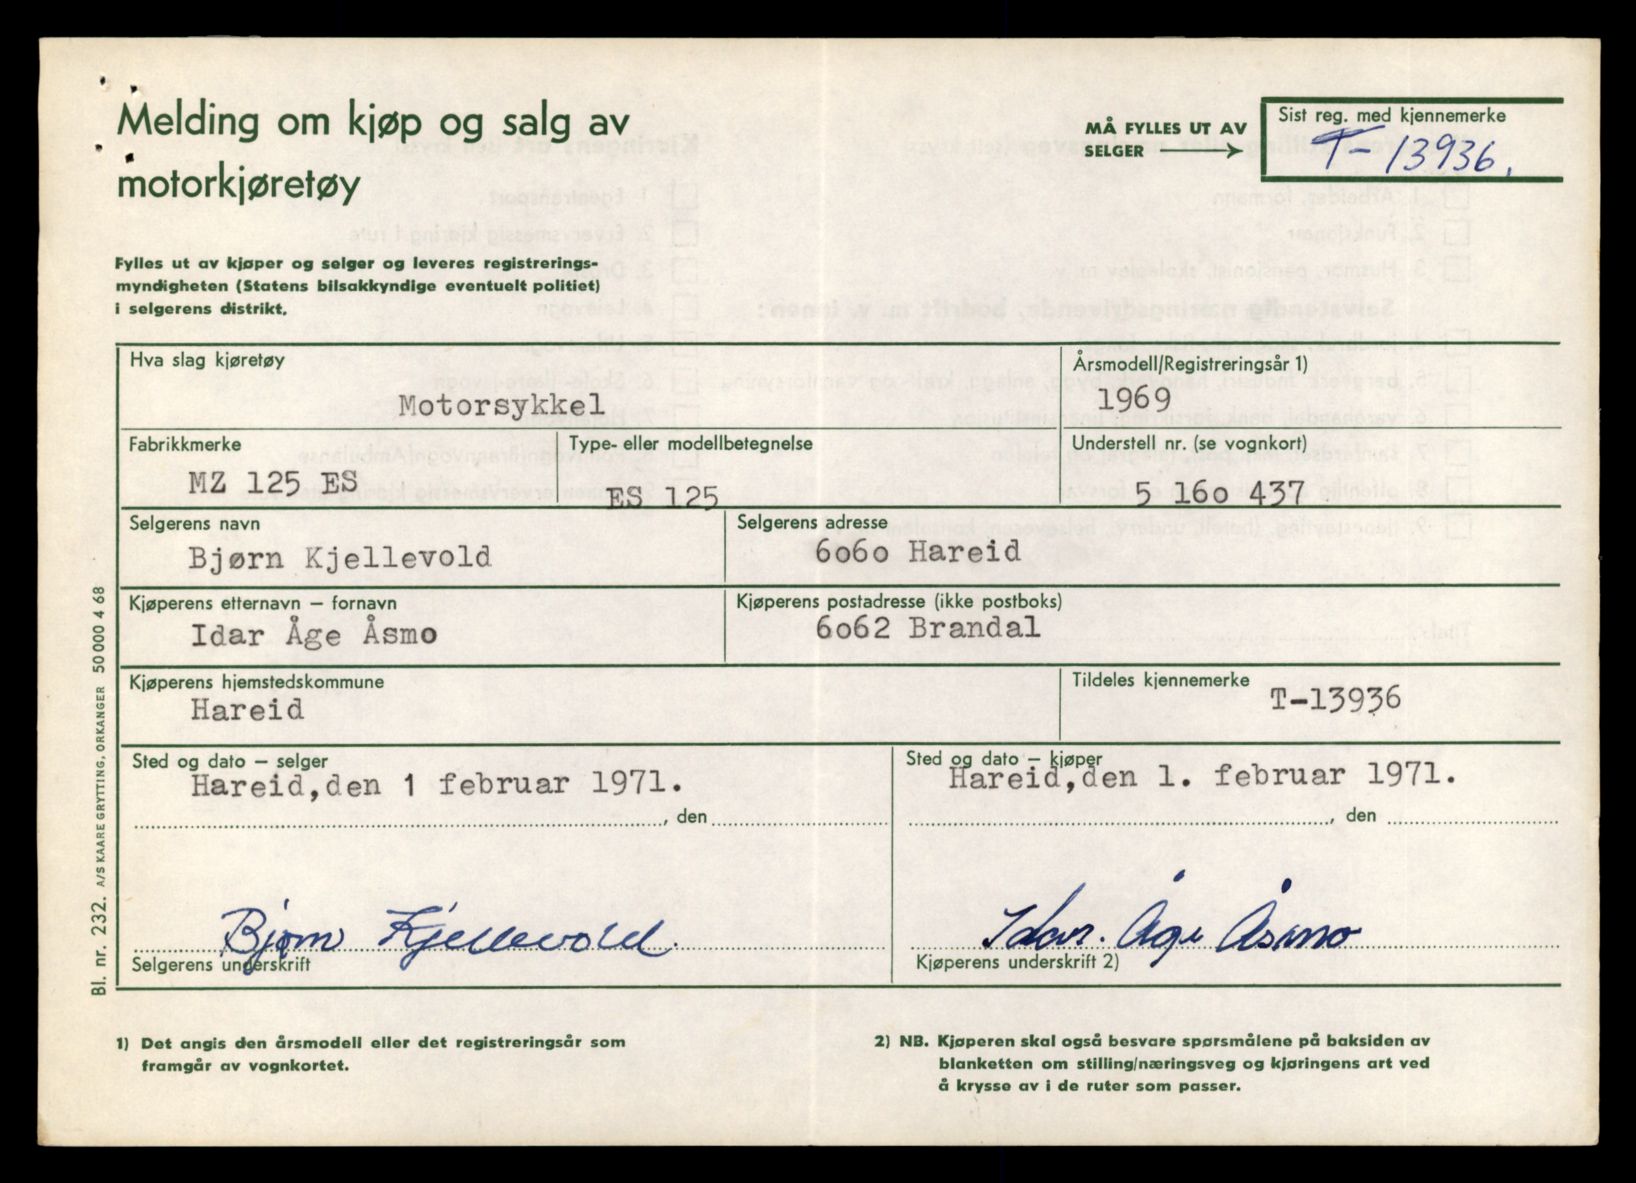 Melding om kjøp og salg av
motorkjøretøy
MÅ FYLLES UT AV
SELGER
Sist reg. med kjennemerke
T-13936.
Fylles ut av kjøper og selger og leveres registrerings-
myndigheten (Statens bilsakkyndige eventuelt politiet)
i selgerens distrikt.
Hva slag kjøretøy
Motorsykkel
Årsmodell/Registreringsår 1)
1969
Fabrikkmerke
MZ 125 ES
Type- eller modellbetegnelse
ES 125
Understell nr. (se vognkort)
5 16o 437
Selgerens navn
Bjørn Kjellevold
Selgerens adresse
6o6o Hareid
Kjøperens etternavn – fornavn
Idar Åge Åsmo
Kjøperens postadresse (ikke postboks)
6o62 Brandal
Kjøperens hjemstedskommune
Hareid
Tildeles kjennemerke
T-13936
Sted og dato – selger
Hareid,den 1 februar 1971.
, den
Sted og dato – kjøper
Hareid,den 1. februar 1971.
, den
Bjørn Kjellevold.
Selgerens underskrift
Idar. Åge Åsmo
Kjøperens underskrift 2)
1) Det angis den årsmodell eller det registreringsår som
framgår av vognkortet.
2) NB. Kjøperen skal også besvare spørsmålene på baksiden av
blanketten om stilling/næringsveg og kjøringens art ved
å krysse av i de ruter som passer.
Bl. nr. 232. A/S KAARE GRYTTING, ORKANGER 50 000 4 68